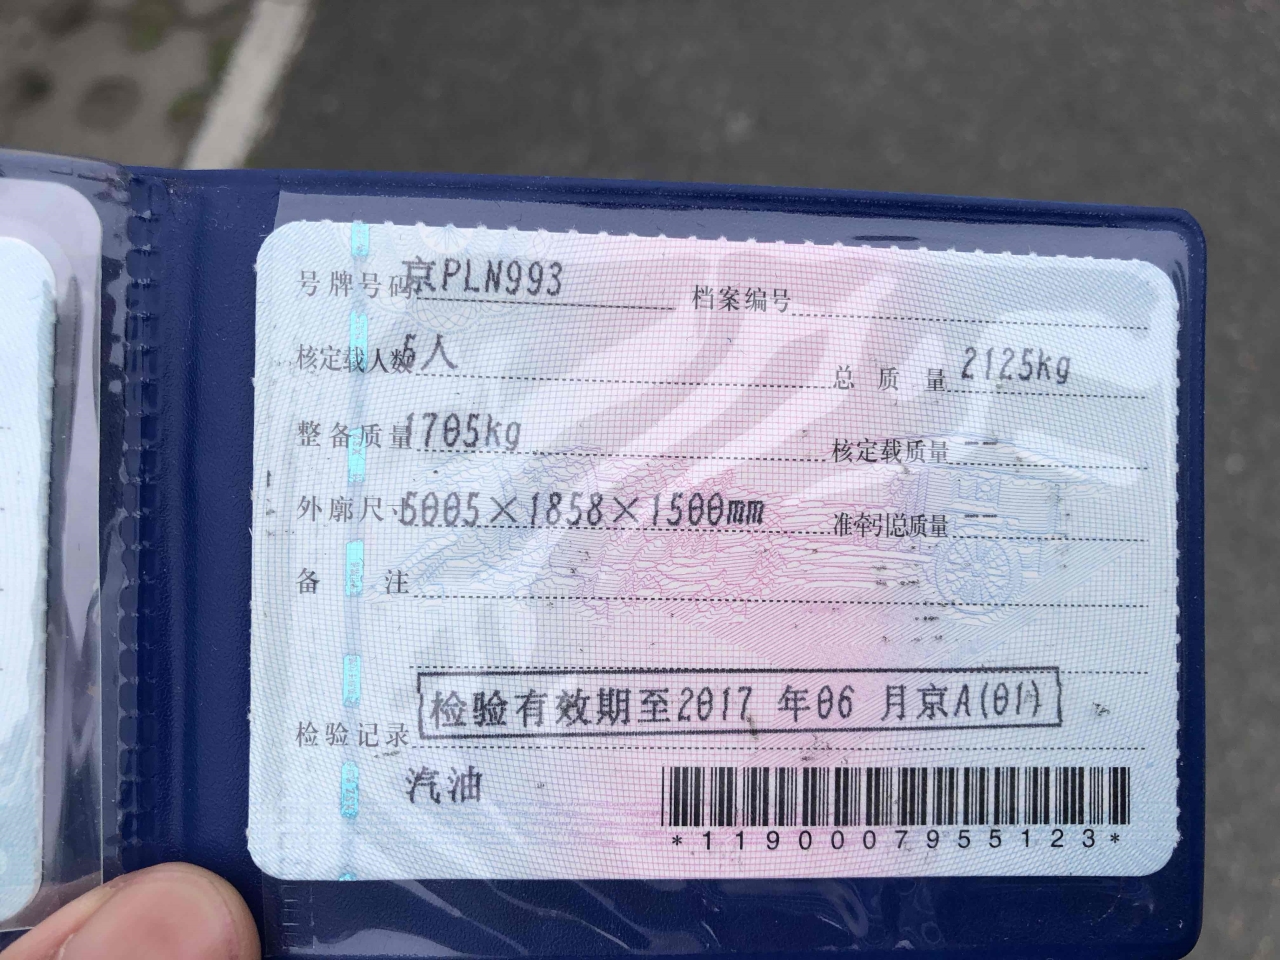 号牌号码 京PLN993 档案编号
核定载人数 5人 总质量 2125kg
整备质量 1705kg 核定载质量 --
外廓尺寸 5005×1858×1500mm 准牵引总质量 --
备注
检验记录 检验有效期至2017 年06 月京A(01)
汽油
*1190007955123*